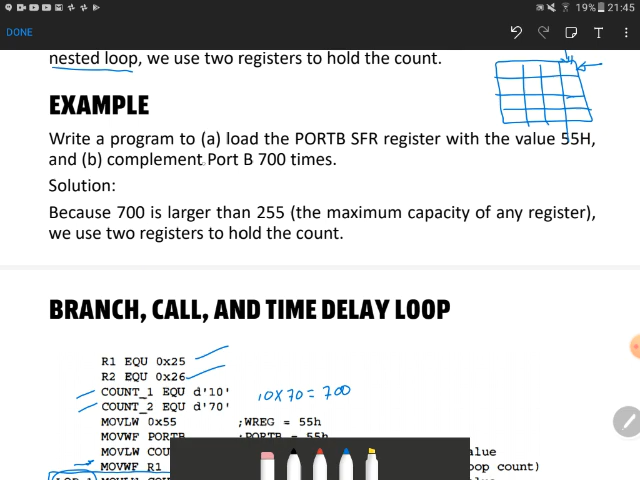 19% 21:45
DONE
T
nested loop, we use two registers to hold the count.
EXAMPLE
Write a program to (a) load the PORTB SFR register with the value 55H,
and (b) complement Port B 700 times.
Solution:
Because 700 is larger than 255 (the maximum capacity of any register),
we use two registers to hold the count.
BRANCH, CALL, AND TIME DELAY LOOP
R1 EQU 0x25
R2 EQU 0x26
COUNT_1 EQU d'10' 10x70=700
COUNT_2 EQU d'70'
MOVLW 0x55 ;WREG = 55h
MOVWF PORTB ;PORTB = 55h
MOVLW COU alue
MOVWF R1 oop count)